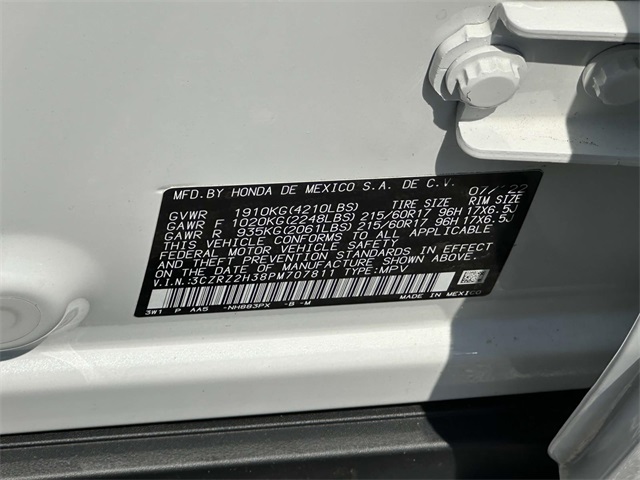 MFD.BY HONDA DE MEXICO S.A. DE C.V. 07/'22
GVWR 1910KG(4210LBS) TIRE SIZE RIM SIZE
GAWR F 1020KG(2248LBS) 215/60R17 96H 17X6.5J
GAWR R 935KG(2061LBS) 215/60R17 96H 17X6.5J
THIS VEHICLE CONFORMS TO ALL APPLICABLE
FEDERAL MOTOR VEHICLE SAFETY
AND THEFT PREVENTION STANDARDS IN EFFECT ON THE
DATE OF MANUFACTURE SHOWN ABOVE.
V.I.N.:3CZRZ2H38PM707811 TYPE:MPV
3W1 P AA5 -NH883PX -B -M MADE IN MEXICO